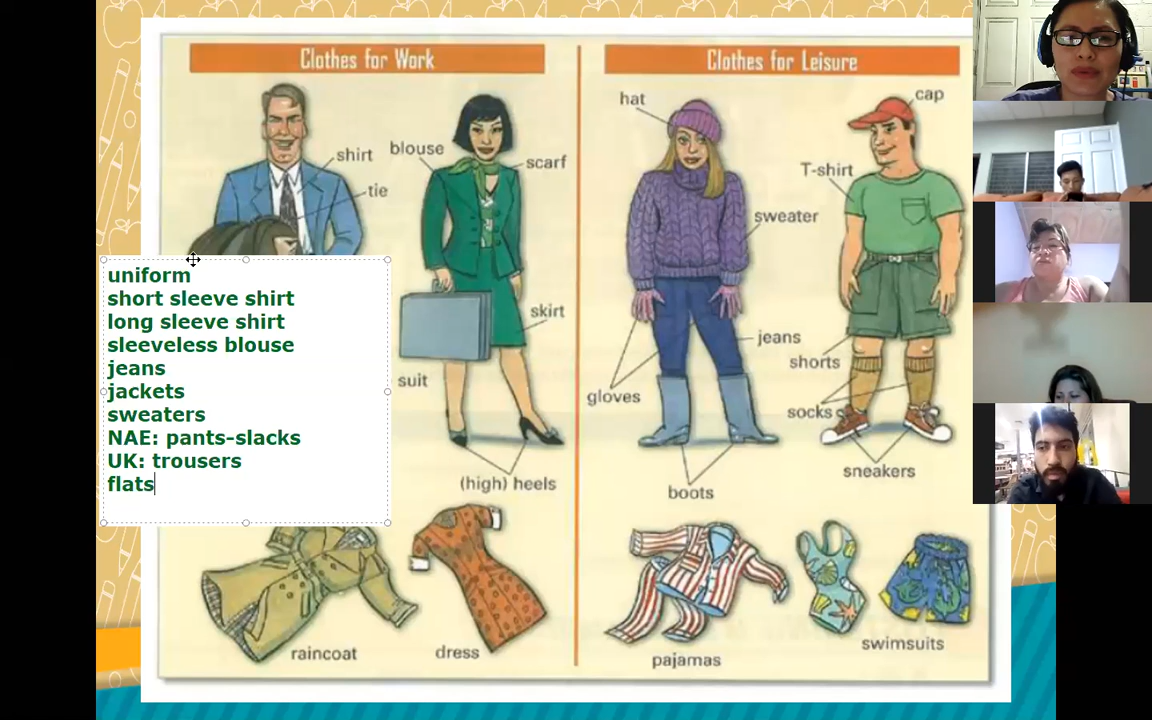 Clothes for Work
shirt
tie
blouse
scarf
skirt
suit
(high) heels
raincoat
dress
uniform
short sleeve shirt
long sleeve shirt
sleeveless blouse
jeans
jackets
sweaters
NAE: pants-slacks
UK: trousers
flats
Clothes for Leisure
hat
cap
T-shirt
sweater
jeans
shorts
gloves
socks
sneakers
boots
pajamas
swimsuits